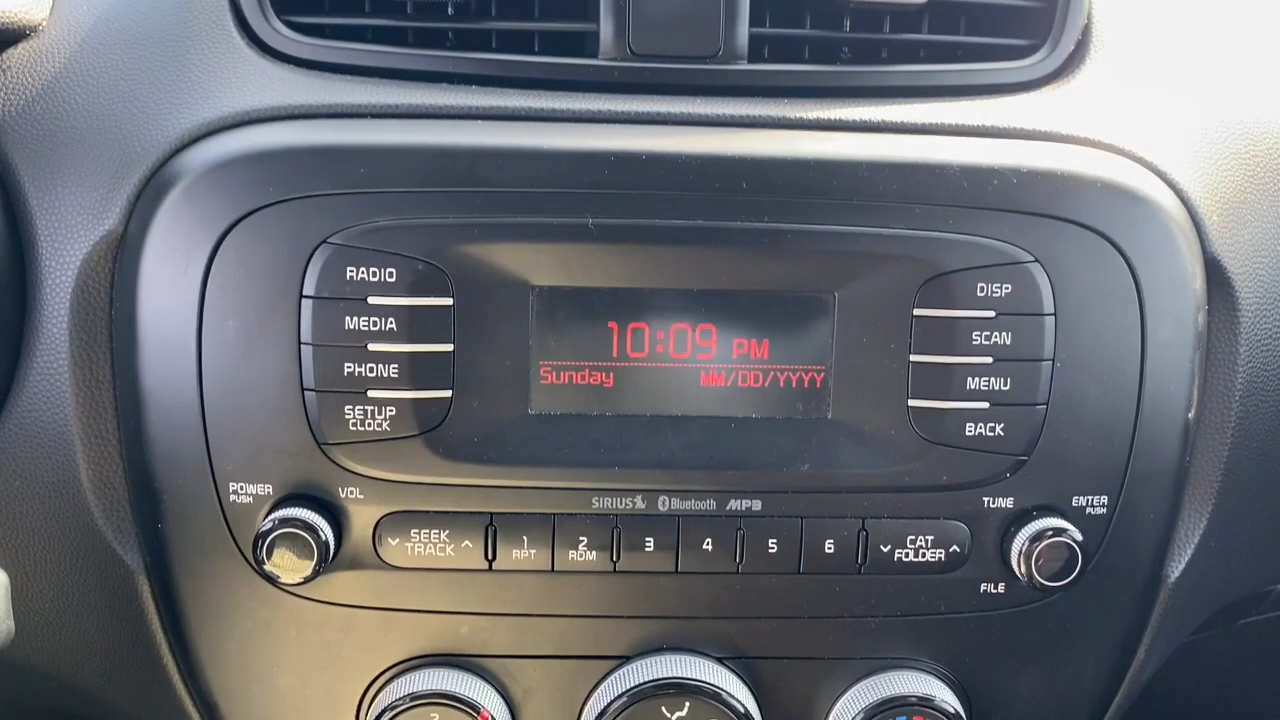 RADIO
MEDIA
PHONE
SETUP
CLOCK
10:09 PM
Sunday MM/DD/YYYY
DISP
SCAN
MENU
BACK
POWER
PUSH
VOL
SIRIUS Bluetooth MP3
TUNE
ENTER
PUSH
SEEK
TRACK
1
RPT
2
RDM
3
4
5
6
CAT
FOLDER
FILE